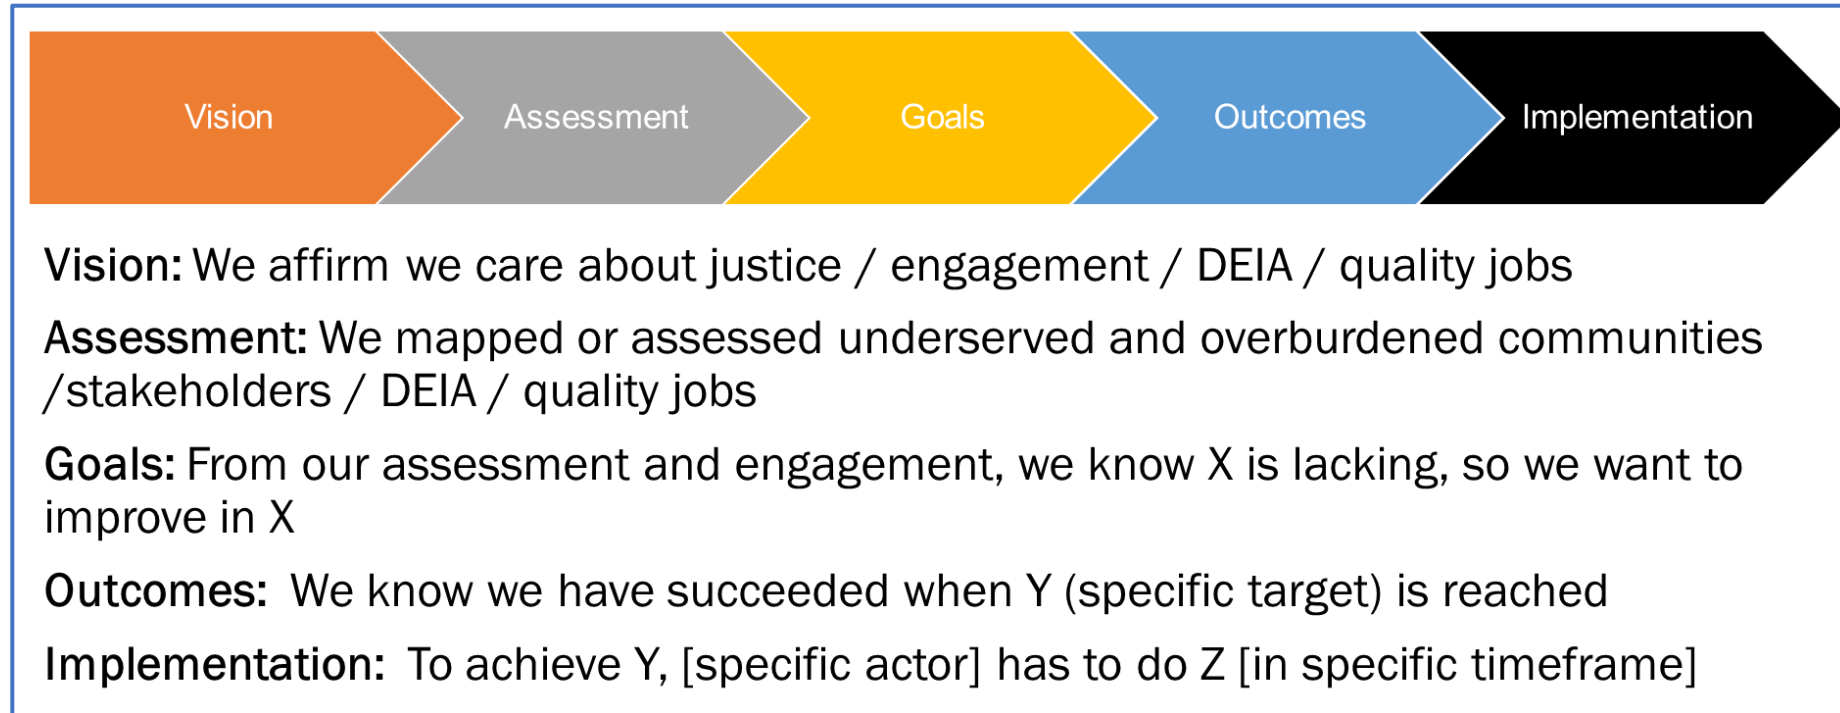 Vision
Assessment
Goals
Outcomes
Implementation
Vision: We affirm we care about justice / engagement / DEIA / quality jobs
Assessment: We mapped or assessed underserved and overburdened communities
/stakeholders / DEIA / quality jobs
Goals: From our assessment and engagement, we know X is lacking, so we want to
improve in X
Outcomes:  We know we have succeeded when Y (specific target) is reached
Implementation:  To achieve Y, [specific actor] has to do Z [in specific timeframe]